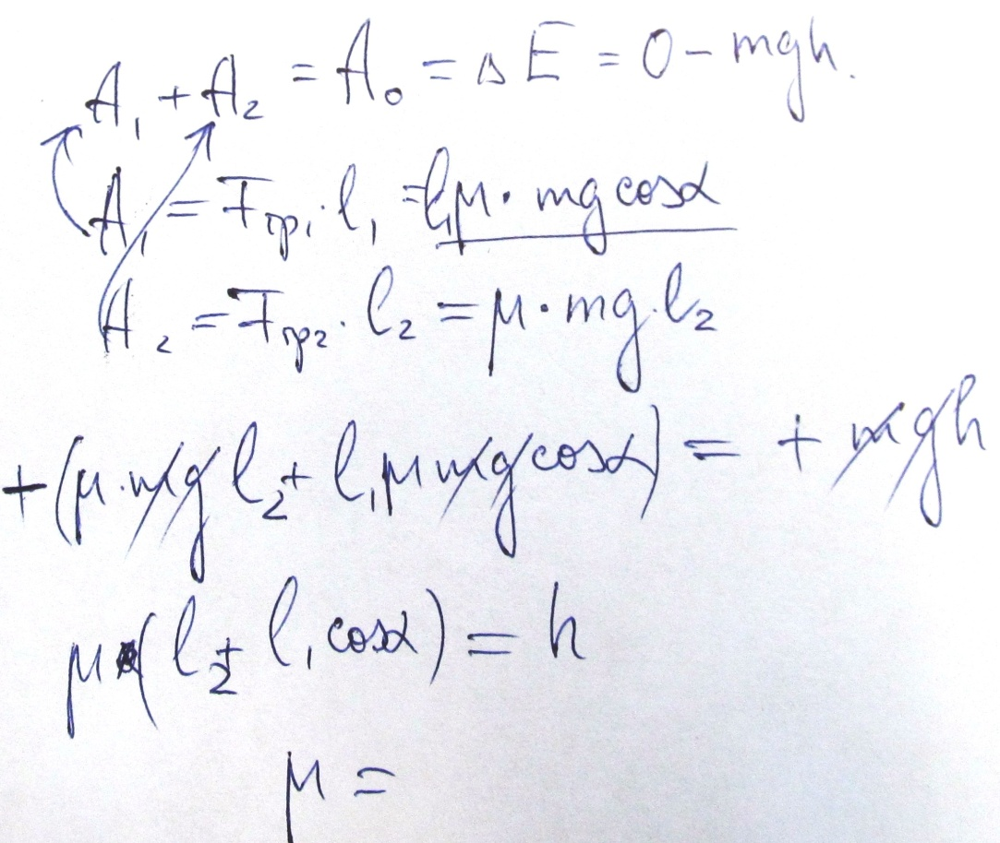 A₁ + A₂ = A₀ = ΔE = 0 - mgh.
A₁ = Fтр₁ · l₁ = l₁μ · mg cosα
A₂ = Fтр₂ · l₂ = μ · mg · l₂
+(μ · mg l₂ + l₁ μ mg cosα) = + mgh
μ(l₂ + l₁ cosα) = h
μ =